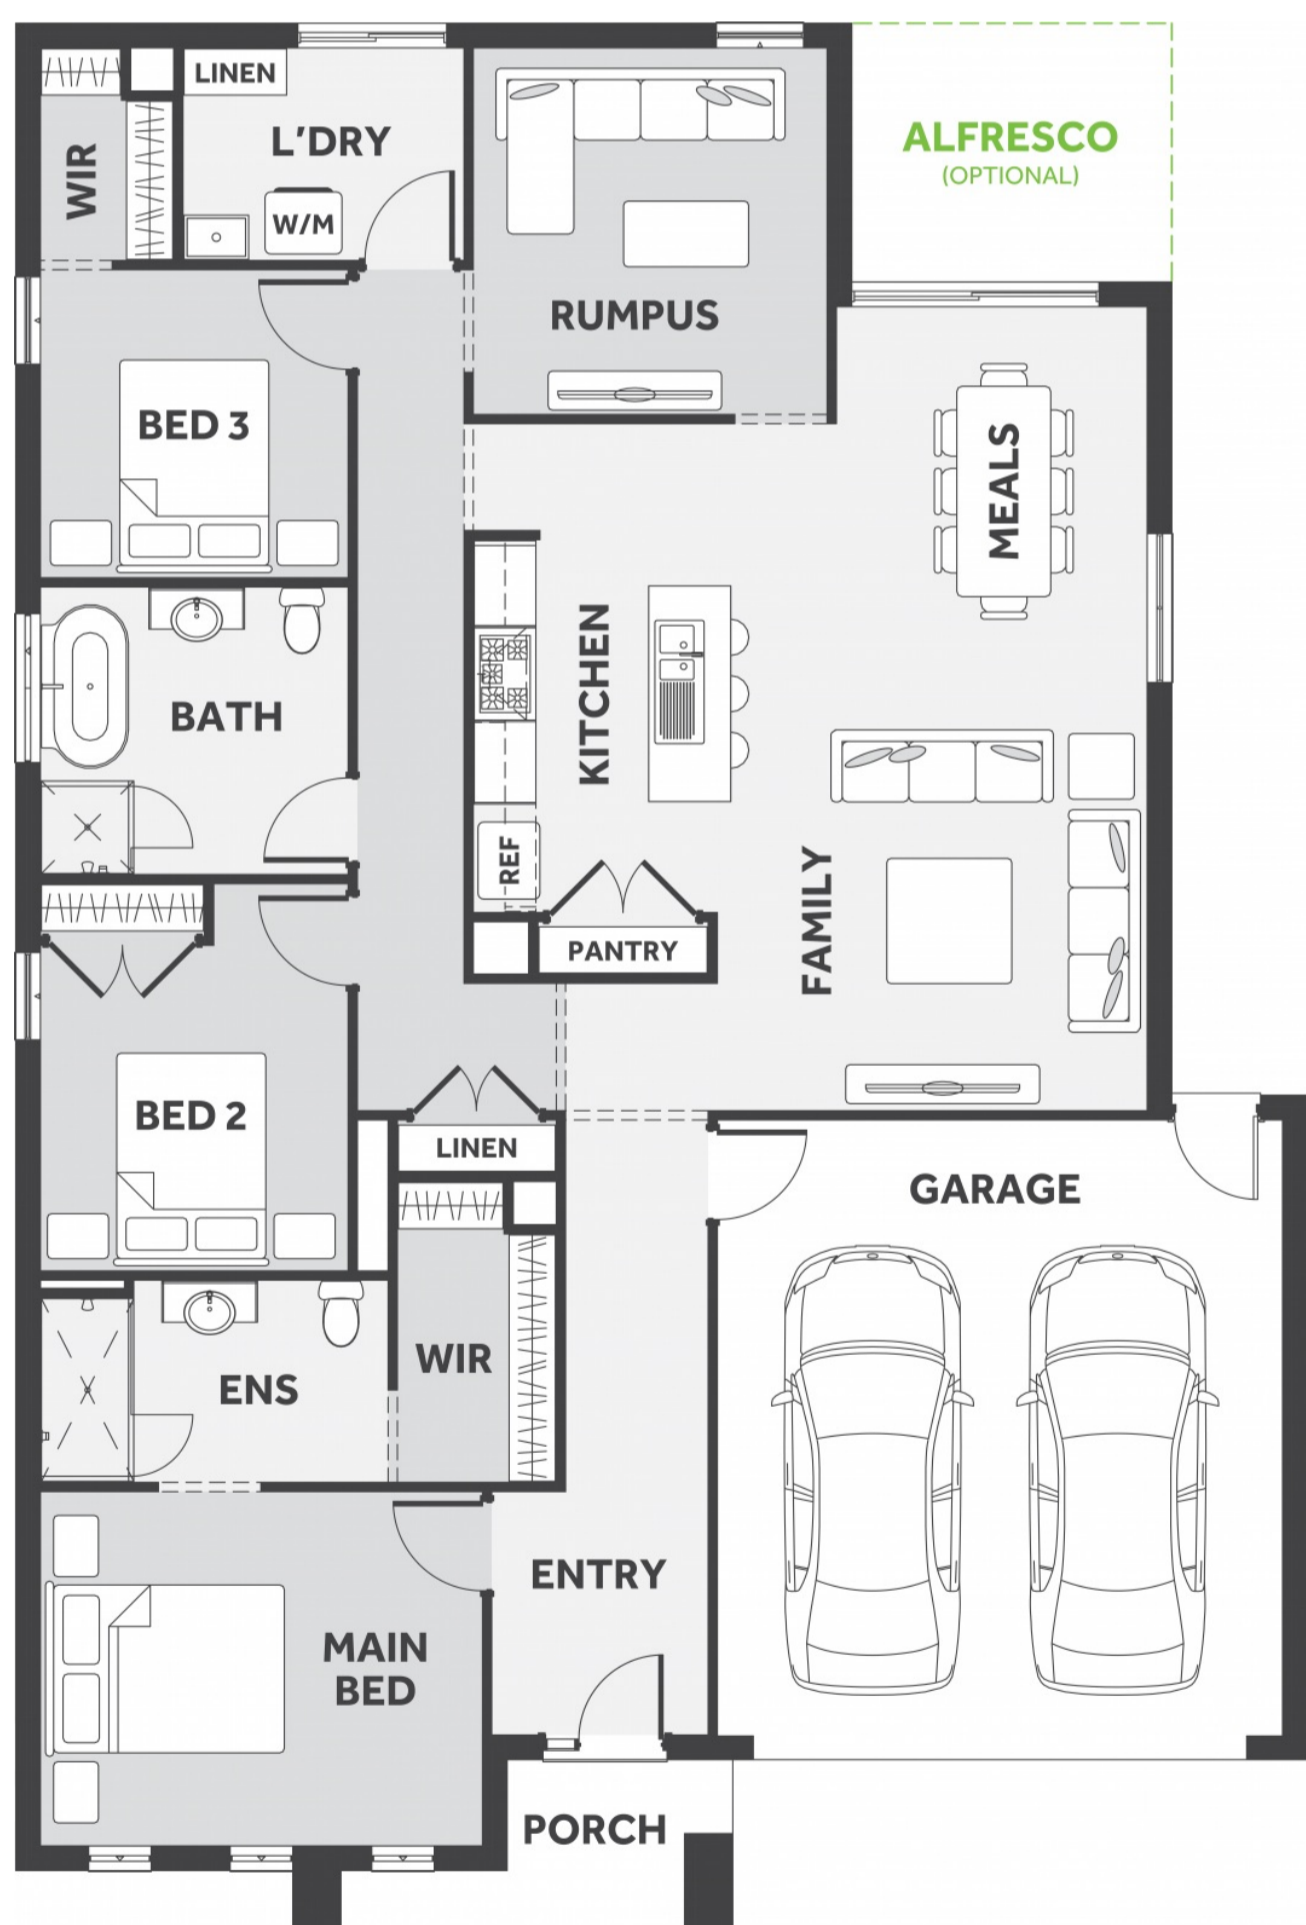 LINEN
L'DRY
WIR
W/M
ALFRESCO
(OPTIONAL)
RUMPUS
BED 3
MEALS
KITCHEN
BATH
REF
FAMILY
PANTRY
BED 2
LINEN
GARAGE
WIR
ENS
ENTRY
MAIN
BED
PORCH